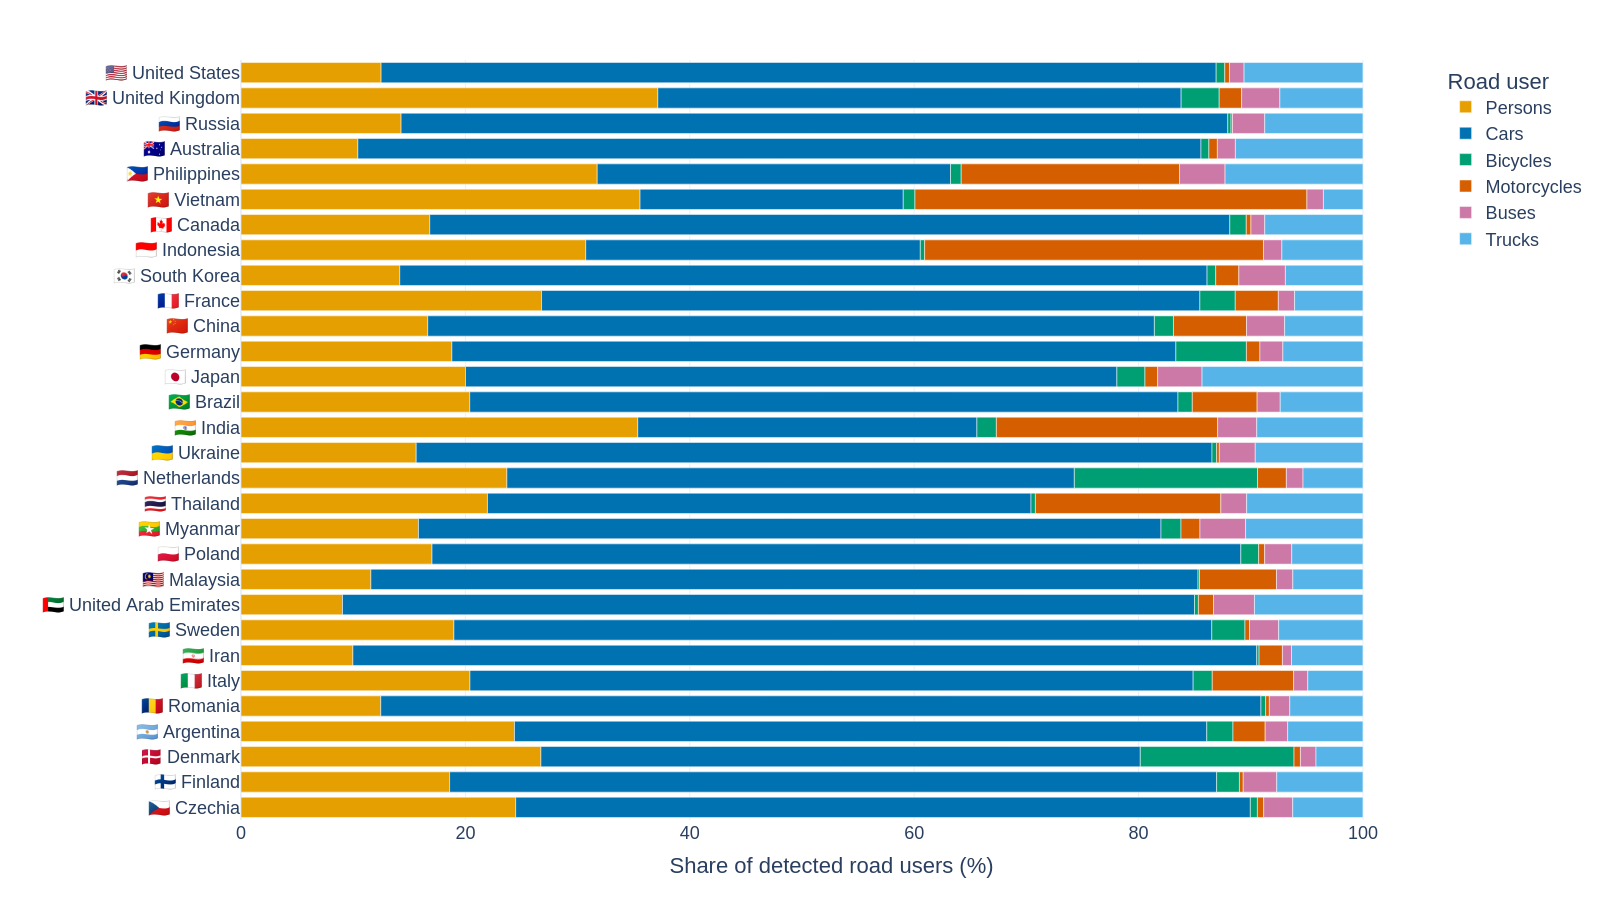 Road user
Persons
Cars
Bicycles
Motorcycles
Buses
Trucks
United States
United Kingdom
Russia
Australia
Philippines
Vietnam
Canada
Indonesia
South Korea
France
China
Germany
Japan
Brazil
India
Ukraine
Netherlands
Thailand
Myanmar
Poland
Malaysia
United Arab Emirates
Sweden
Iran
Italy
Romania
Argentina
Denmark
Finland
Czechia
0 20 40 60 80 100
Share of detected road users (%)